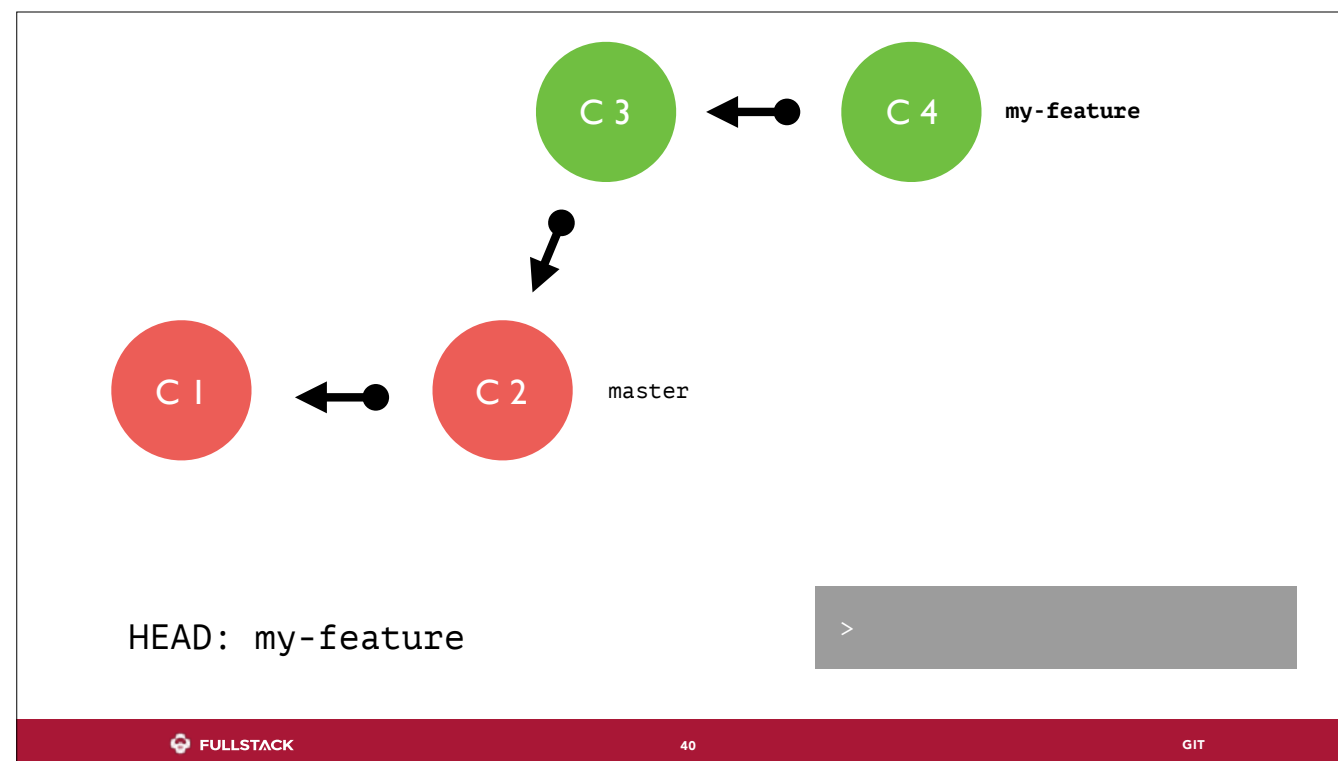 C 3
C 4
my-feature
C 1
C 2
master
HEAD: my-feature
>
FULLSTACK
40
GIT